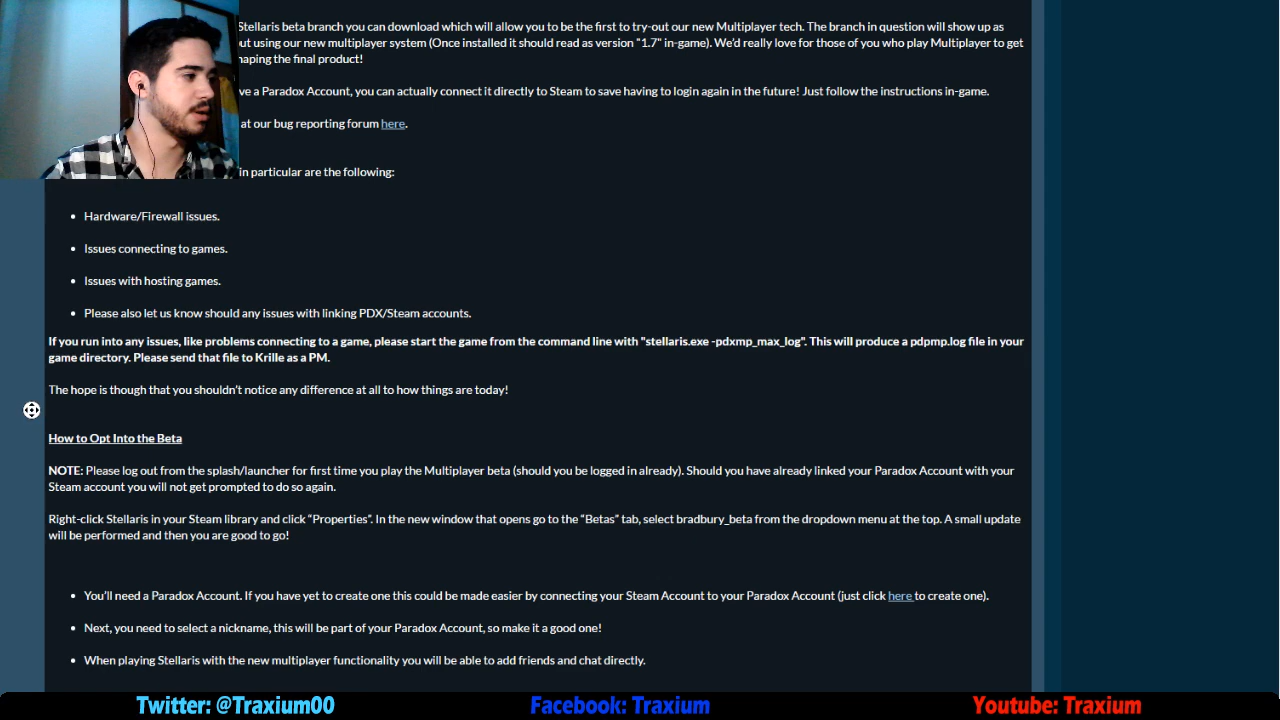 Stellaris beta branch you can download which will allow you to be the first to try-out our new Multiplayer tech. The branch in question will show up as
ut using our new multiplayer system (Once installed it should read as version "1.7" in-game). We'd really love for those of you who play Multiplayer to get
haping the final product!
ve a Paradox Account, you can actually connect it directly to Steam to save having to login again in the future! Just follow the instructions in-game.
at our bug reporting forum here.
in particular are the following:
• Hardware/Firewall issues.
• Issues connecting to games.
• Issues with hosting games.
• Please also let us know should any issues with linking PDX/Steam accounts.
If you run into any issues, like problems connecting to a game, please start the game from the command line with "stellaris.exe -pdxmp_max_log". This will produce a pdpmp.log file in your
game directory. Please send that file to Krille as a PM.
The hope is though that you shouldn't notice any difference at all to how things are today!
How to Opt Into the Beta
NOTE: Please log out from the splash/launcher for first time you play the Multiplayer beta (should you be logged in already). Should you have already linked your Paradox Account with your
Steam account you will not get prompted to do so again.
Right-click Stellaris in your Steam library and click “Properties”. In the new window that opens go to the “Betas” tab, select bradbury_beta from the dropdown menu at the top. A small update
will be performed and then you are good to go!
• You'll need a Paradox Account. If you have yet to create one this could be made easier by connecting your Steam Account to your Paradox Account (just click here to create one).
• Next, you need to select a nickname, this will be part of your Paradox Account, so make it a good one!
• When playing Stellaris with the new multiplayer functionality you will be able to add friends and chat directly.
Twitter: @Traxium00 Facebook: Traxium Youtube: Traxium